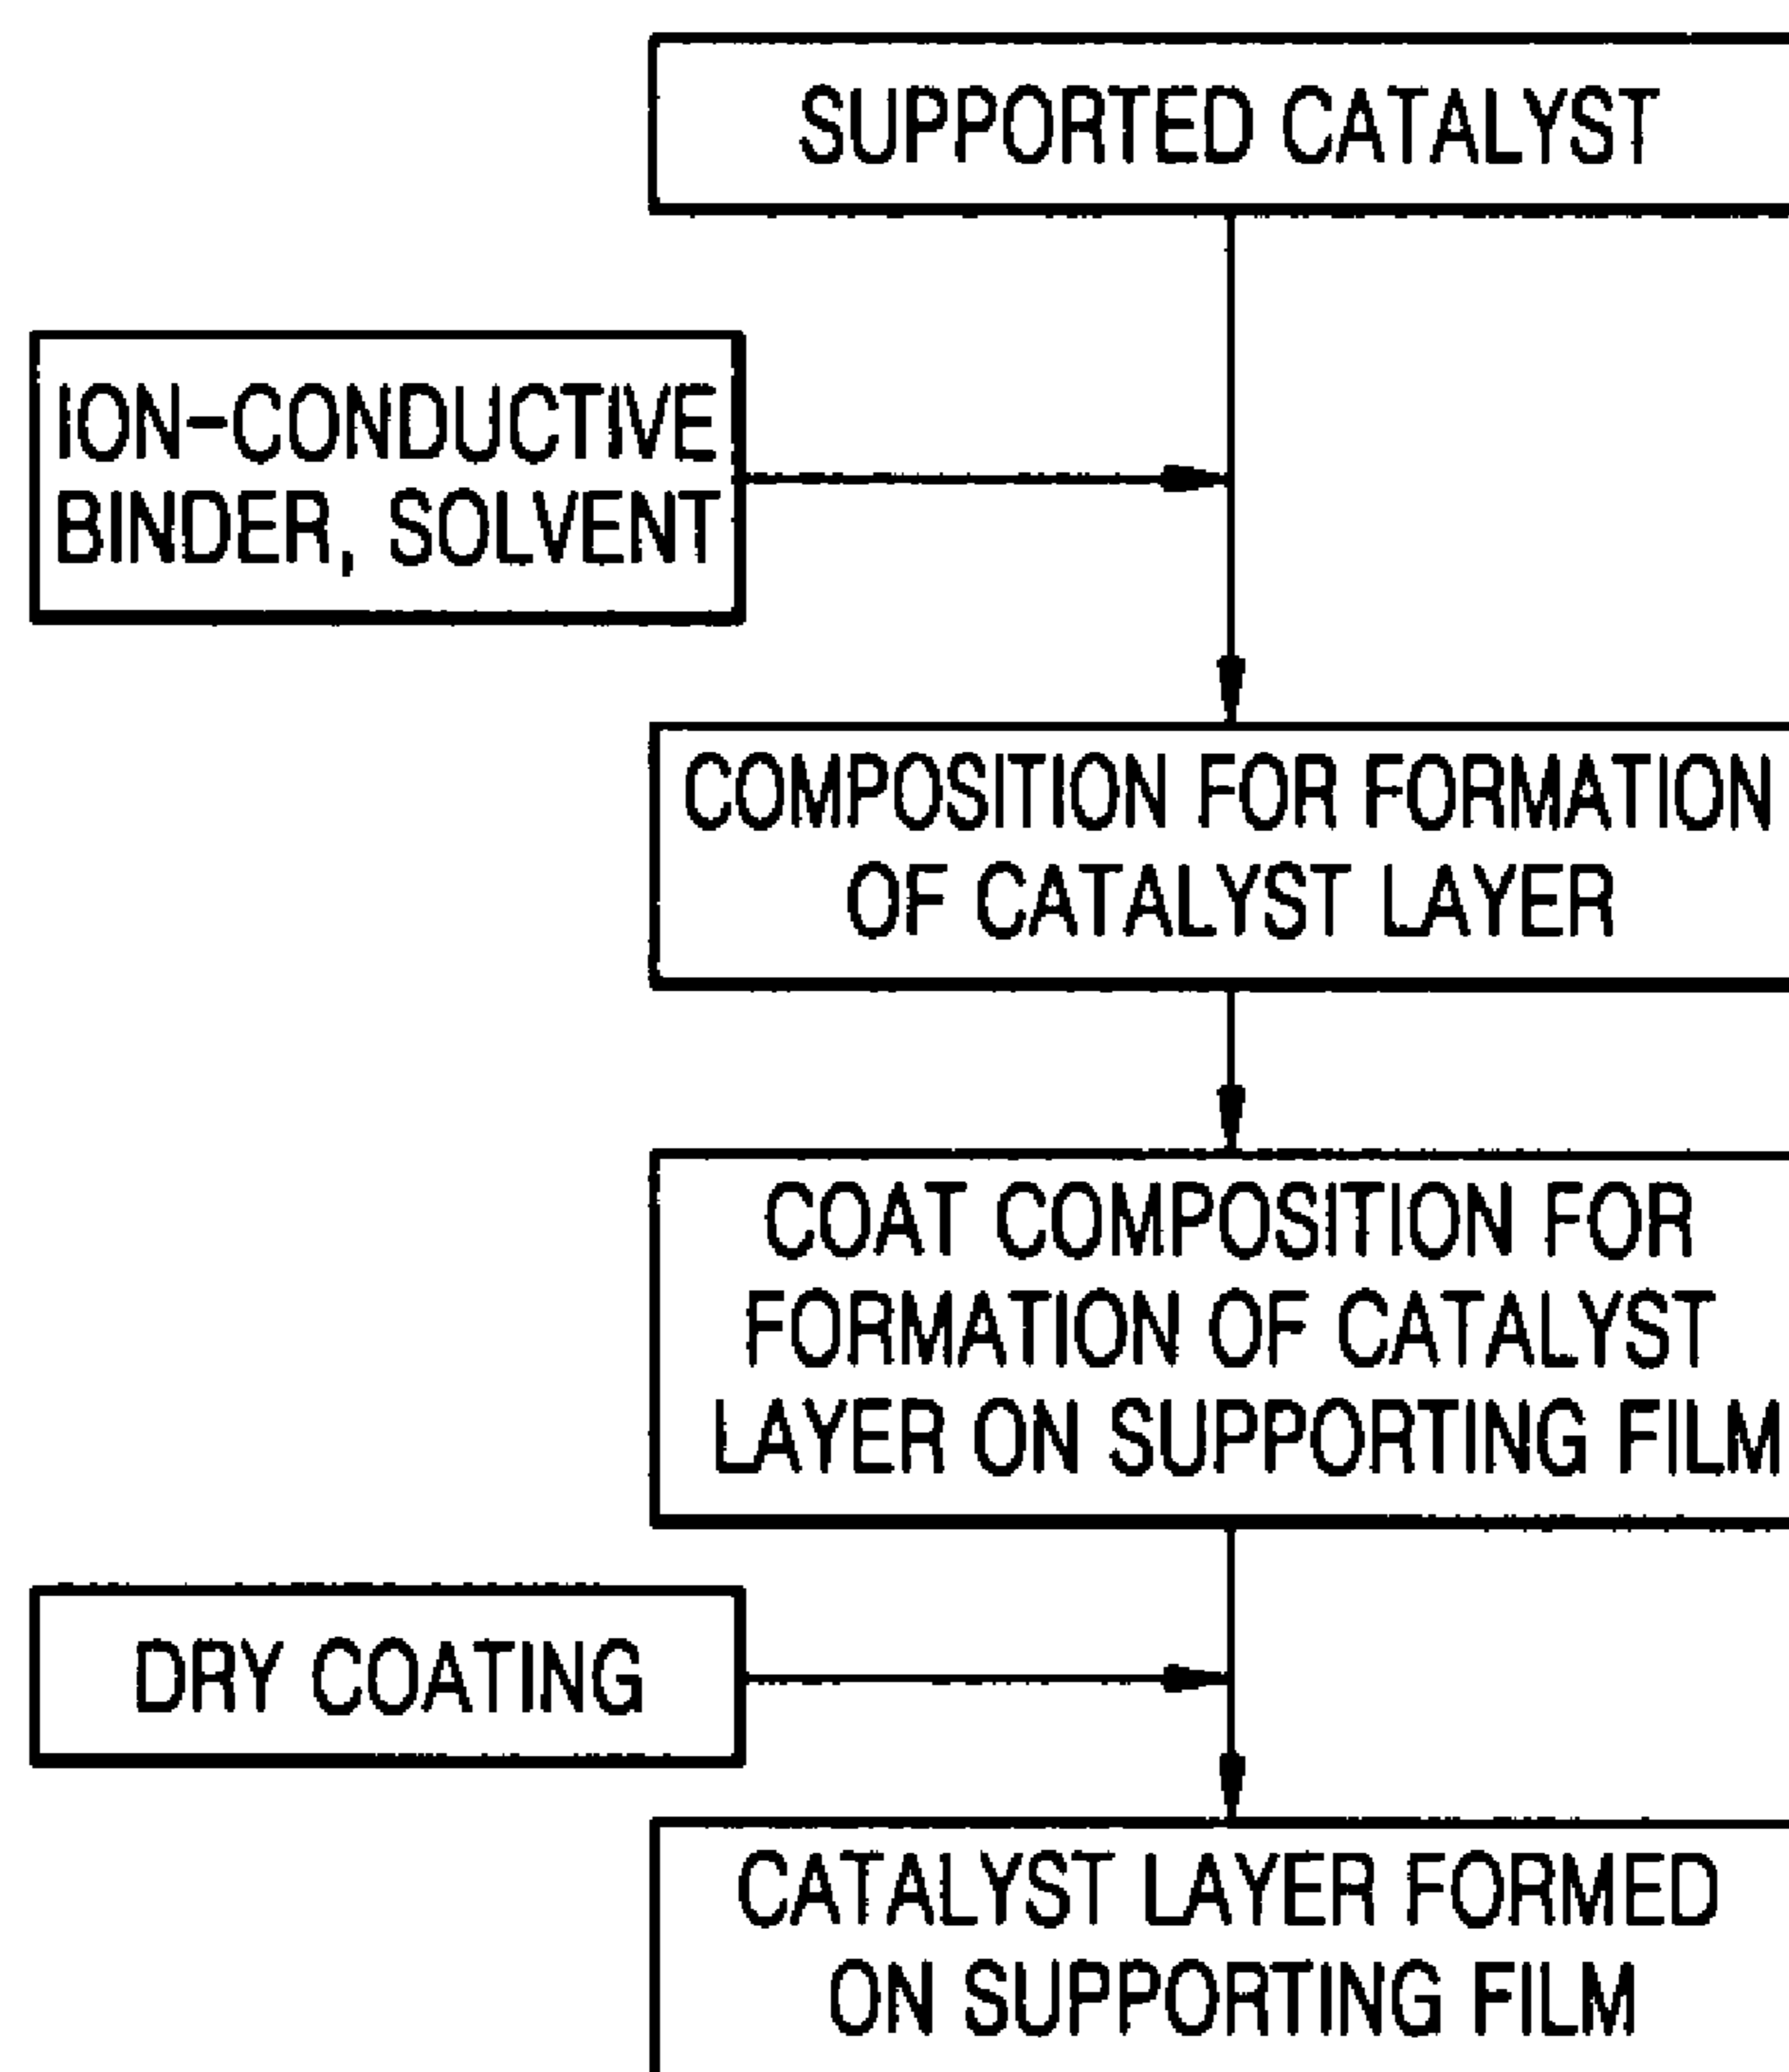 SUPPORTED CATALYST
ION-CONDUCTIVE
BINDER, SOLVENT
COMPOSITION FOR FORMATION
OF CATALYST LAYER
COAT COMPOSITION FOR
FORMATION OF CATALYST
LAYER ON SUPPORTING FILM
DRY COATING
CATALYST LAYER FORMED
ON SUPPORTING FILM